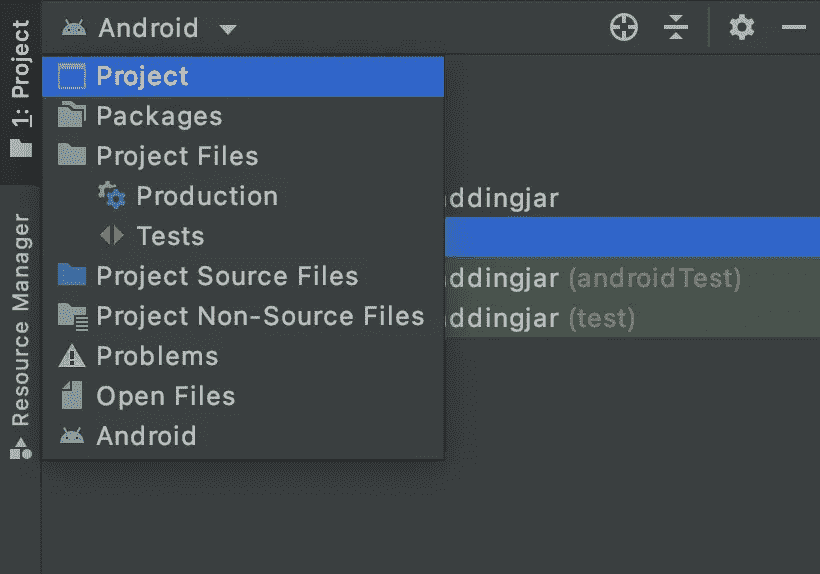 Android
1: Project
Resource Manager
Project
Packages
Project Files
Production
Tests
Project Source Files
Project Non-Source Files
Problems
Open Files
Android
ddingjar
ddingjar (androidTest)
ddingjar (test)